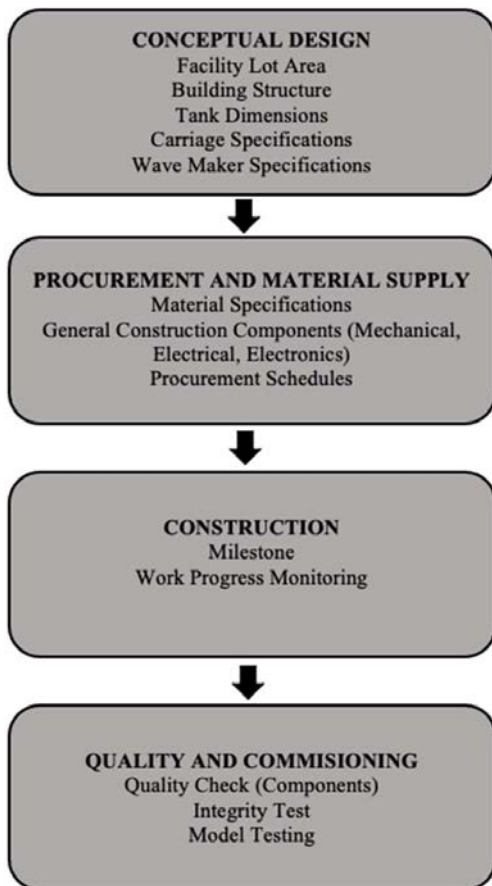 CONCEPTUAL DESIGN
Facility Lot Area
Building Structure
Tank Dimensions
Carriage Specifications
Wave Maker Specifications
PROCUREMENT AND MATERIAL SUPPLY
Material Specifications
General Construction Components (Mechanical,
Electrical, Electronics)
Procurement Schedules
CONSTRUCTION
Milestone
Work Progress Monitoring
QUALITY AND COMMISIONING
Quality Check (Components)
Integrity Test
Model Testing